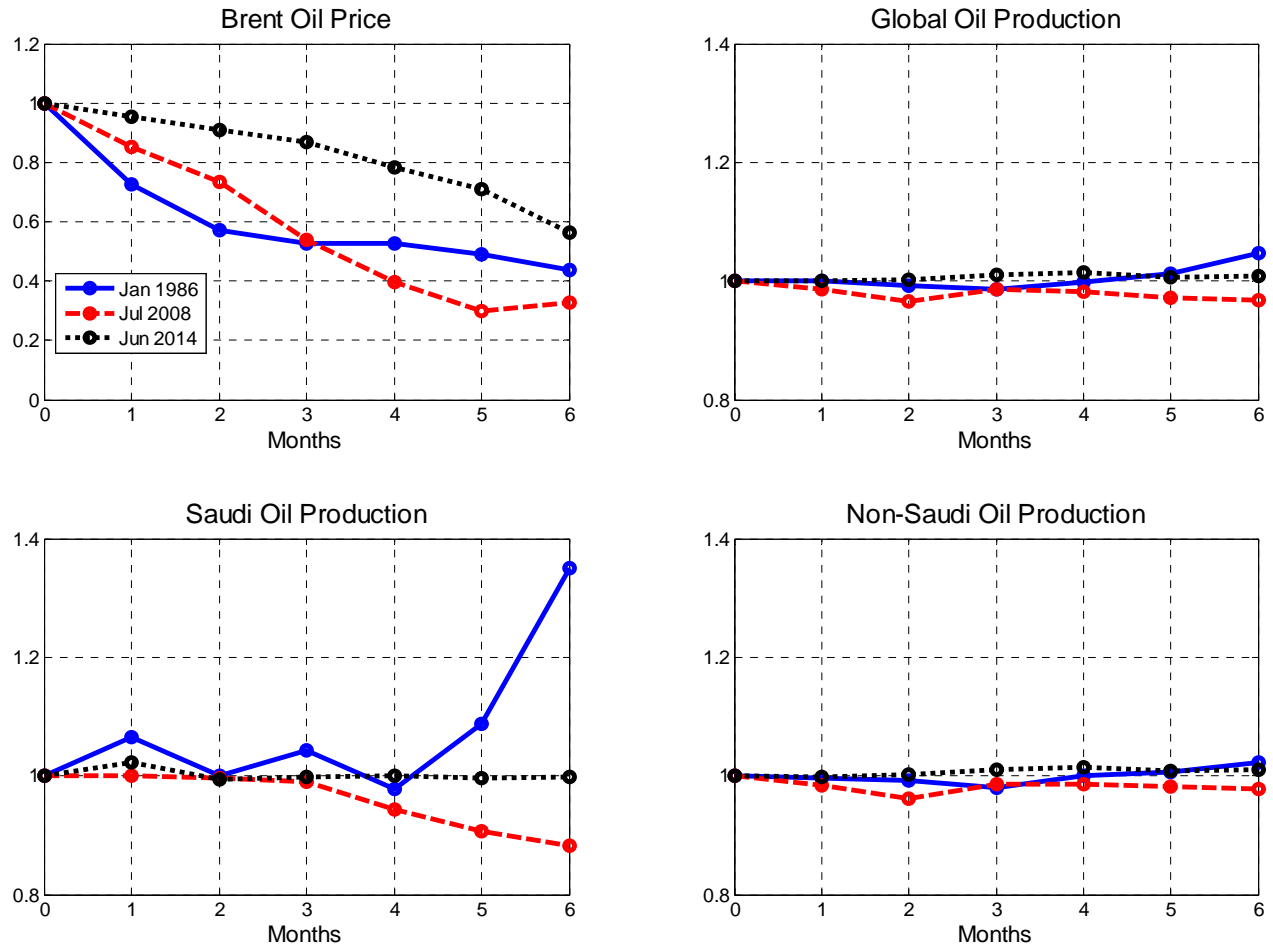 Brent Oil Price
1.2
1
0.8
0.6
0.4
0.2
0
Jan 1986
Jul 2008
Jun 2014
0 1 2 3 4 5 6
Months
Global Oil Production
1.4
1.2
1
0.8
0 1 2 3 4 5 6
Months
Saudi Oil Production
1.4
1.2
1
0.8
0 1 2 3 4 5 6
Months
Non-Saudi Oil Production
1.4
1.2
1
0.8
0 1 2 3 4 5 6
Months